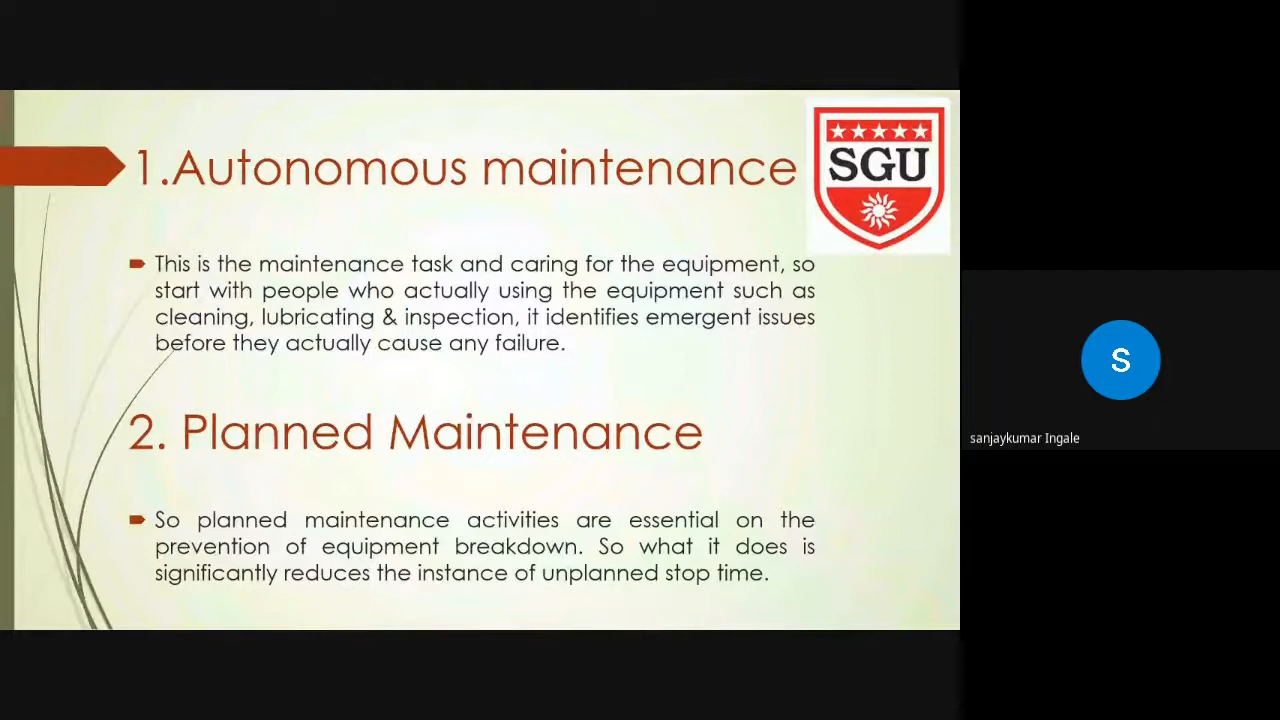 1.Autonomous maintenance
SGU
This is the maintenance task and caring for the equipment, so
start with people who actually using the equipment such as
cleaning, lubricating & inspection, it identifies emergent issues
before they actually cause any failure.
2. Planned Maintenance
So planned maintenance activities are essential on the
prevention of equipment breakdown. So what it does is
significantly reduces the instance of unplanned stop time.
S
sanjaykumar Ingale